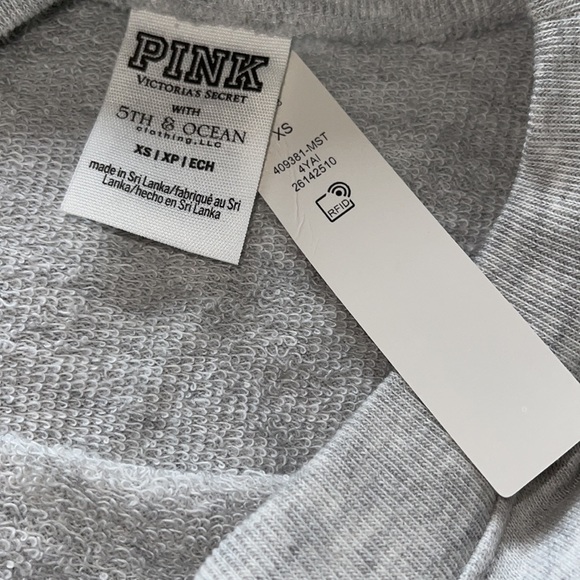 PINK
VICTORIA'S SECRET
WITH
5TH & OCEAN
clothing, LLC
XS | XP | ECH
made in Sri Lanka/fabriqué au Sri
Lanka/hecho en Sri Lanka
XS
409381-MST
4YA/
26142510
RFID